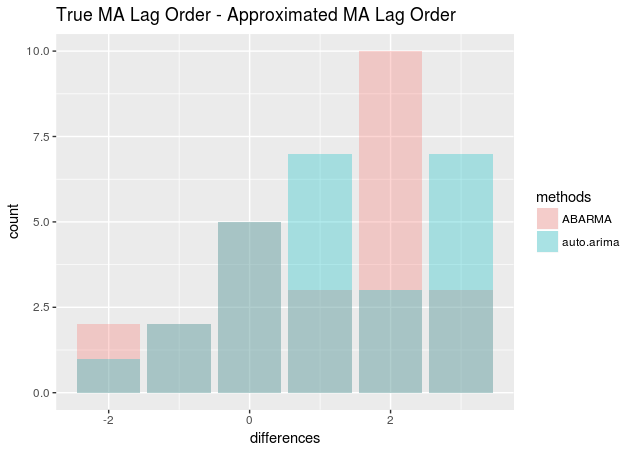 True MA Lag Order - Approximated MA Lag Order
10.0
7.5
5.0
2.5
0.0
count
-2
0
2
differences
methods
ABARMA
auto.arima